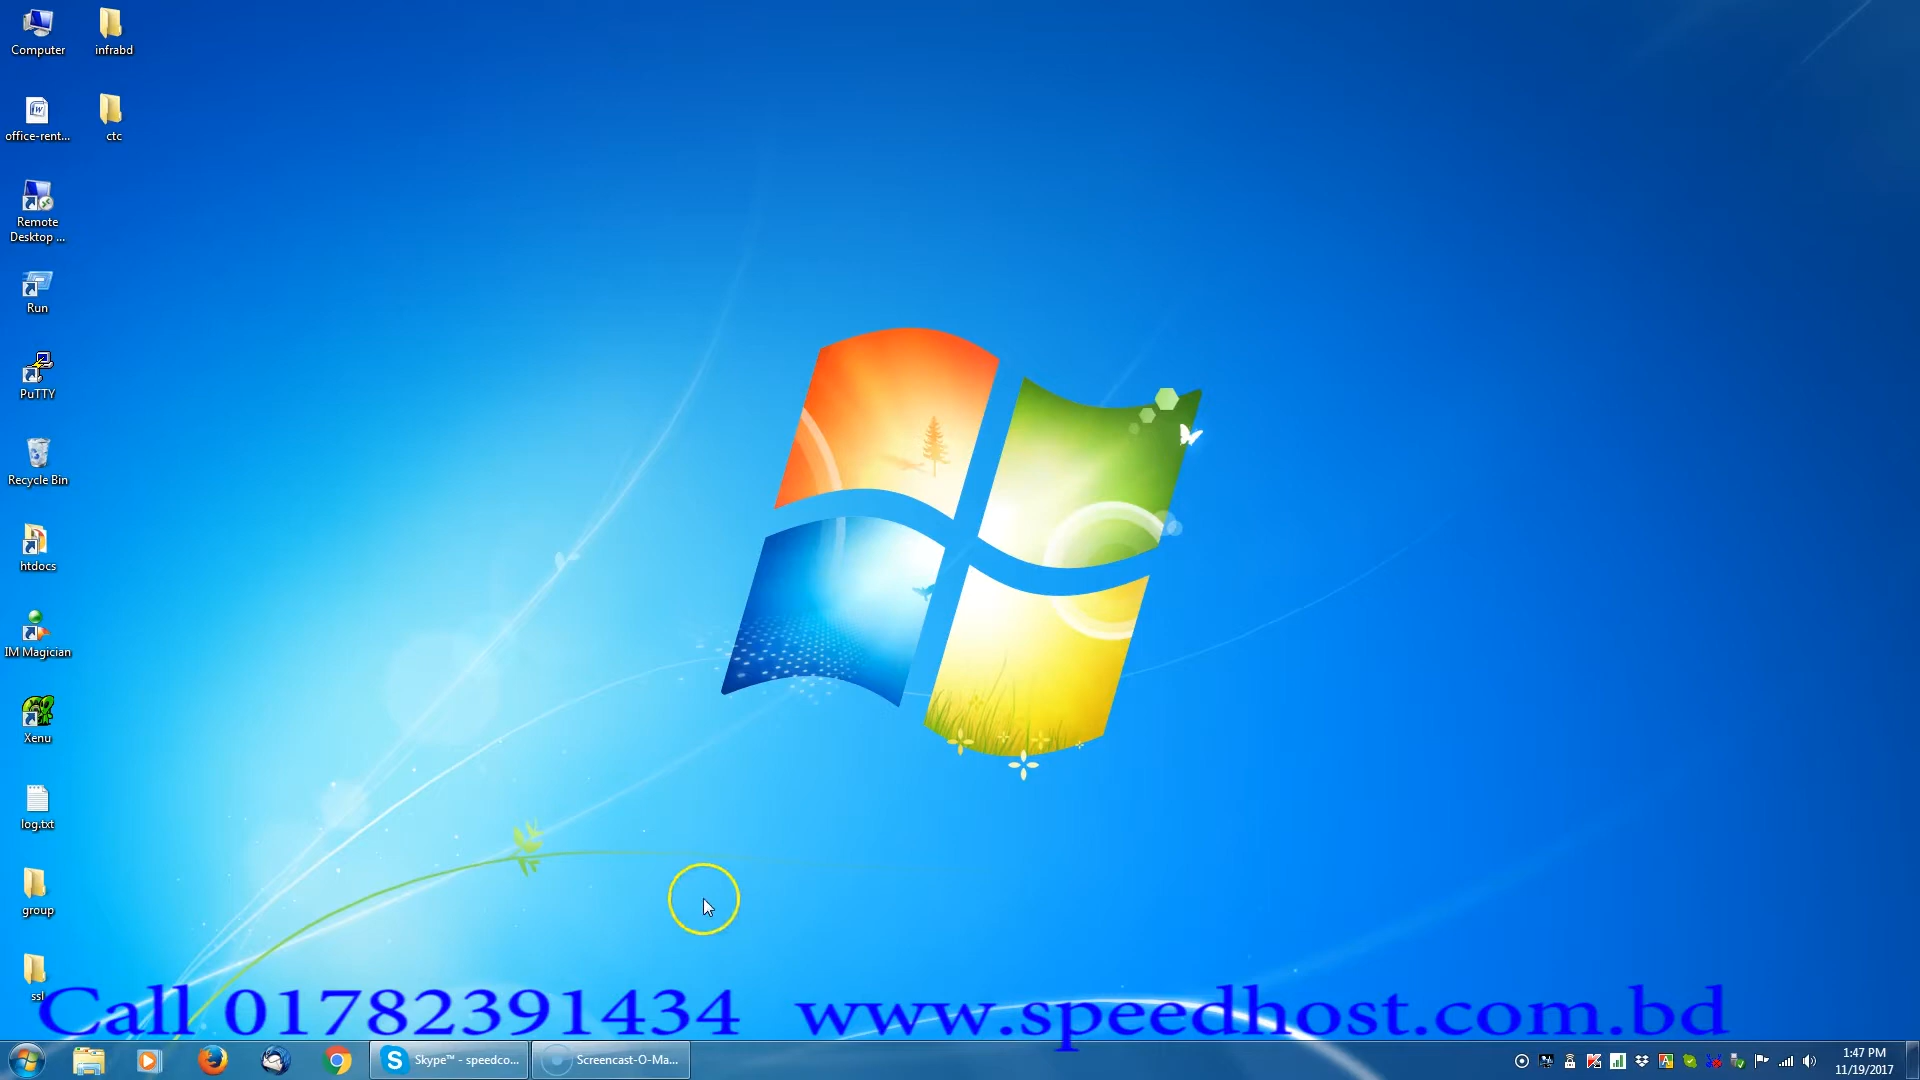 Computer
infrabd
office-rent...
ctc
Remote
Desktop ...
Run
PuTTY
Recycle Bin
htdocs
IM Magician
Xenu
log.txt
group
ssl
Call 01782391434 www.speedhost.com.bd
Skype™ - speedco...
Screencast-O-Ma...
1:47 PM
11/19/2017